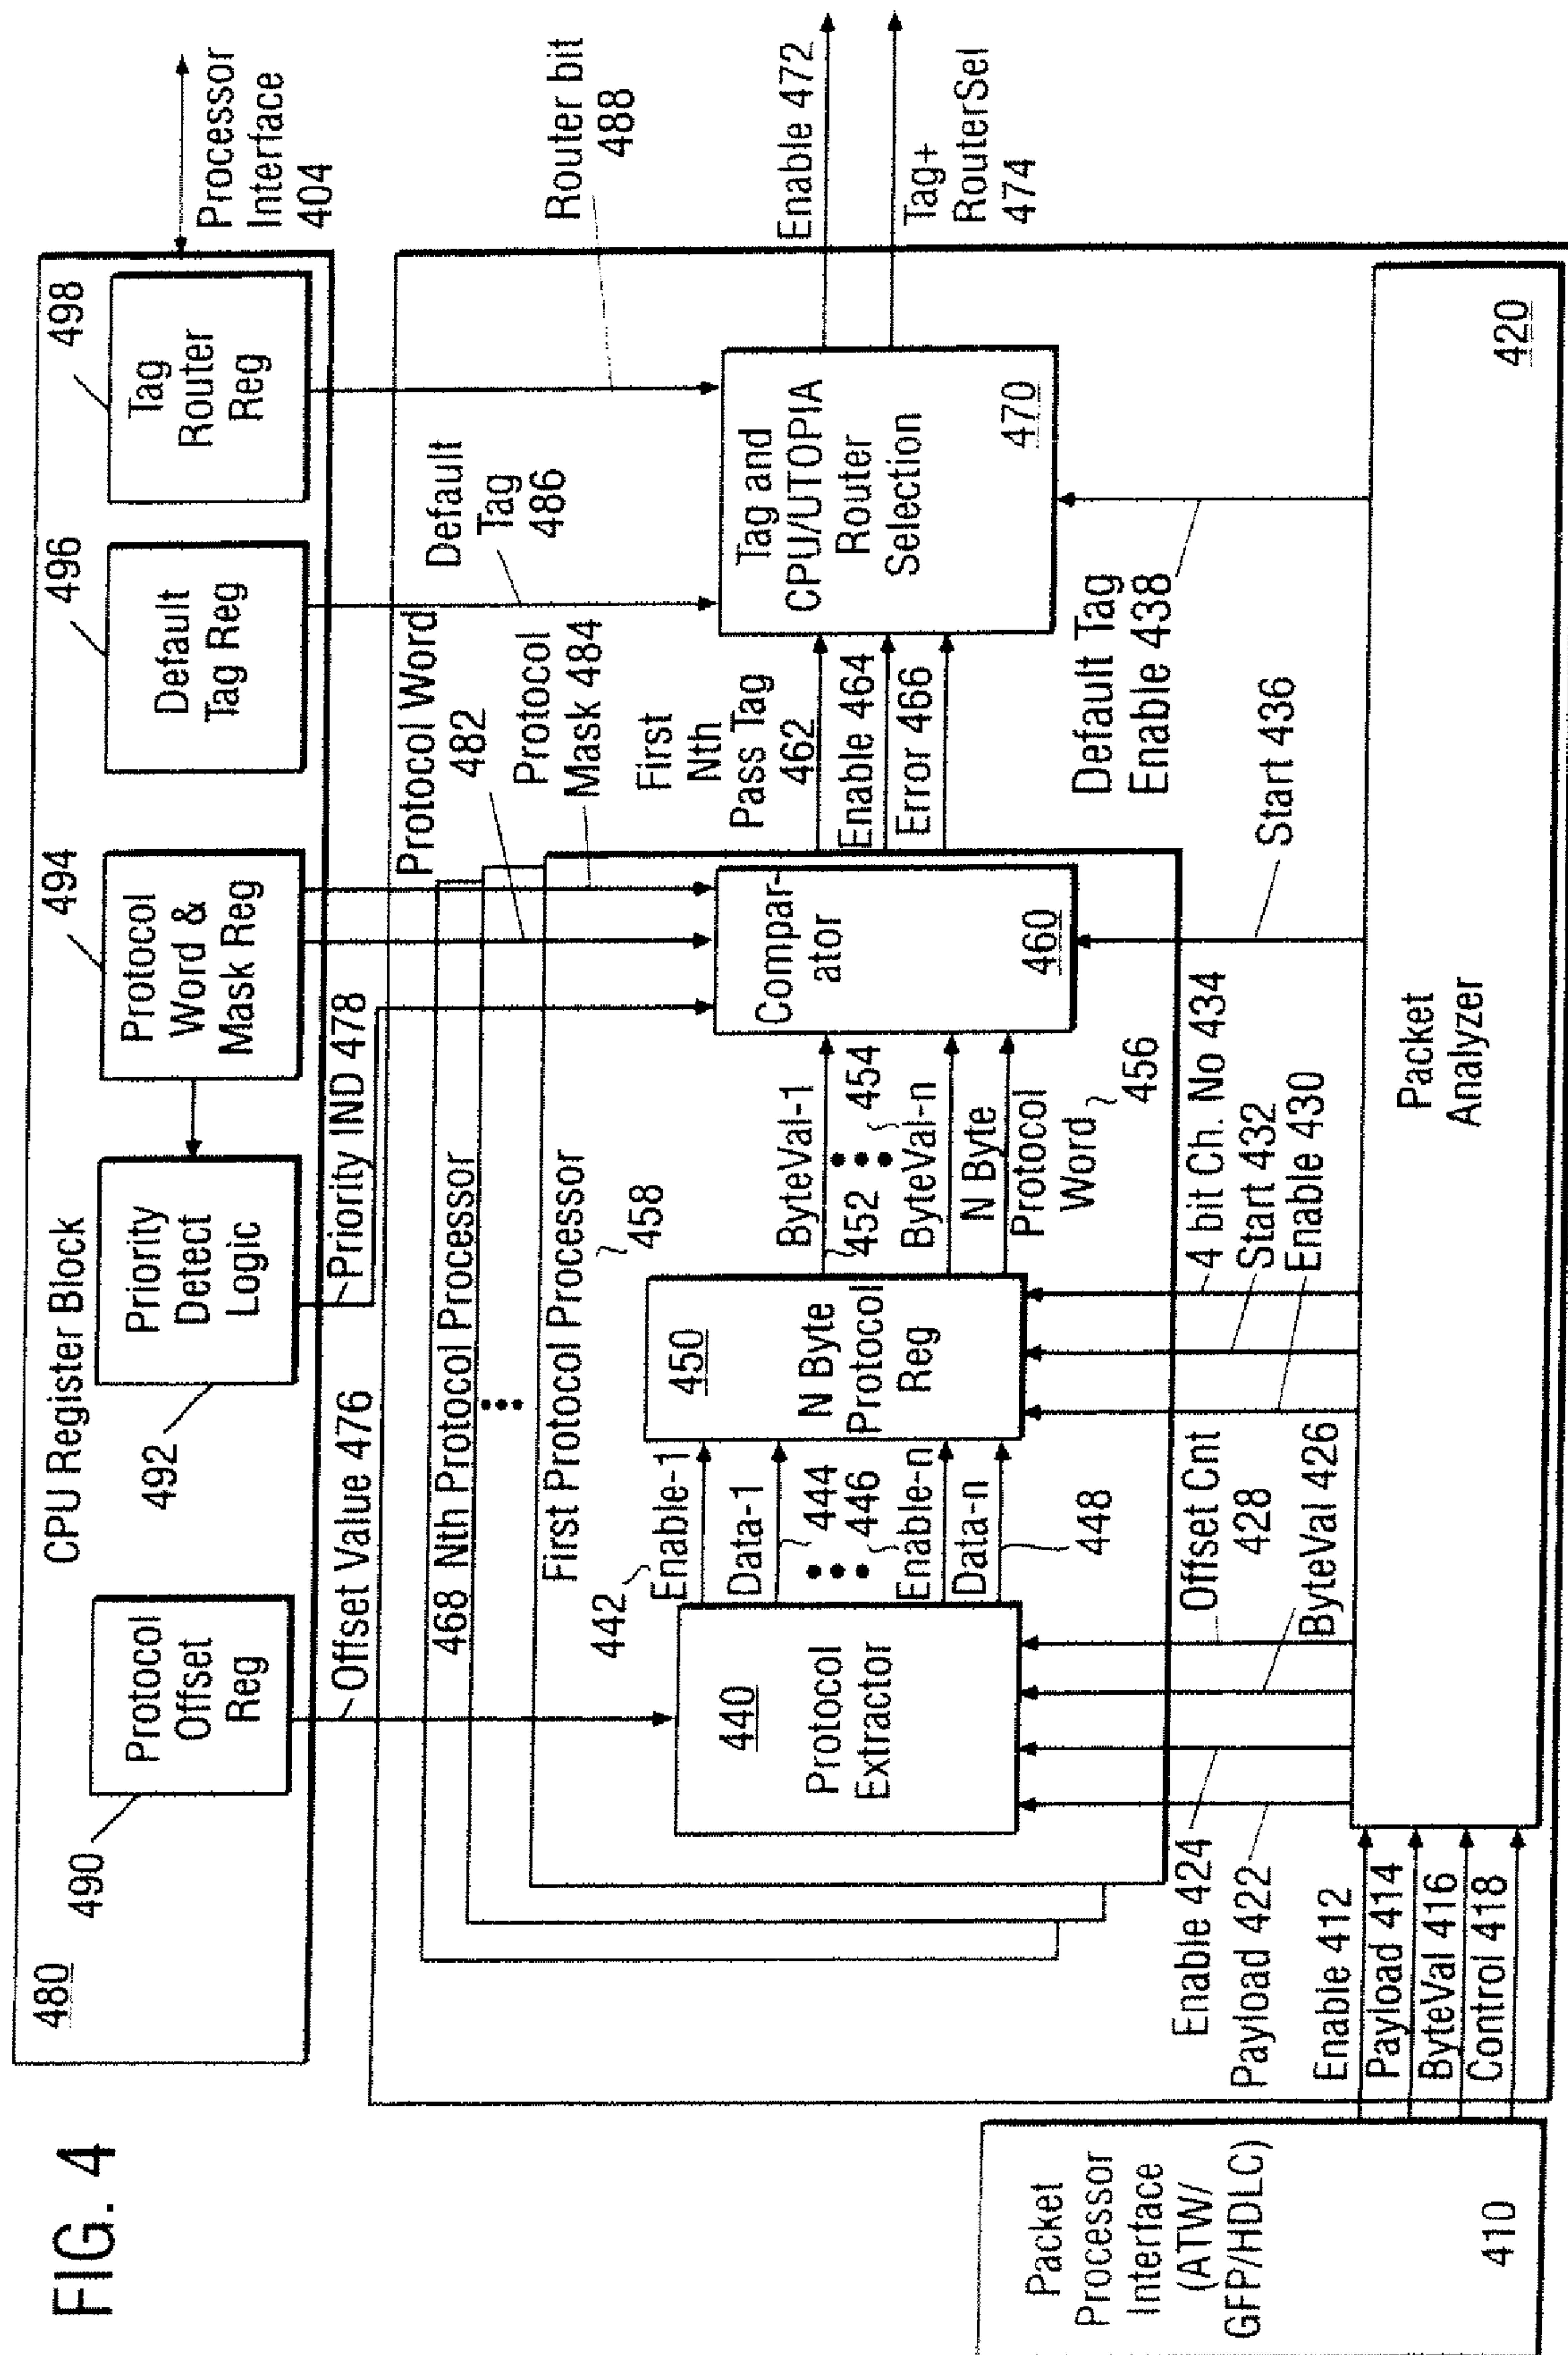 FIG. 4
480
CPU Register Block
490
Protocol
Offset
Reg
492
Priority
Detect
Logic
494
Protocol
Word &
Mask Reg
496
Default
Tag Reg
498
Tag
Router
Reg
Processor
Interface
404
Offset Value 476
Priority IND 478
Protocol Word
482
Protocol
Mask 484
Default
Tag
486
Router bit
488
468 Nth Protocol Processor
First Protocol Processor
458
442
Enable-1
Data-1
444
446
Enable-n
Data-n
448
440
Protocol
Extractor
450
N Byte
Protocol
Reg
ByteVal-1
452
454
ByteVal-n
N Byte
Protocol
Word
456
Compar-
ator
460
First
Nth
Pass Tag
462
Enable 464
Error 466
Tag and
CPU/UTOPIA
Router
Selection
470
Enable 472
Tag+
RouterSel
474
Enable 424
Payload 422
Offset Cnt
428
ByteVal 426
4 bit Ch. No 434
Start 432
Enable 430
Start 436
Default Tag
Enable 438
Packet
Processor
Interface
(ATW/
GFP/HDLC)
410
Enable 412
Payload 414
ByteVal 416
Control 418
Packet
Analyzer
420